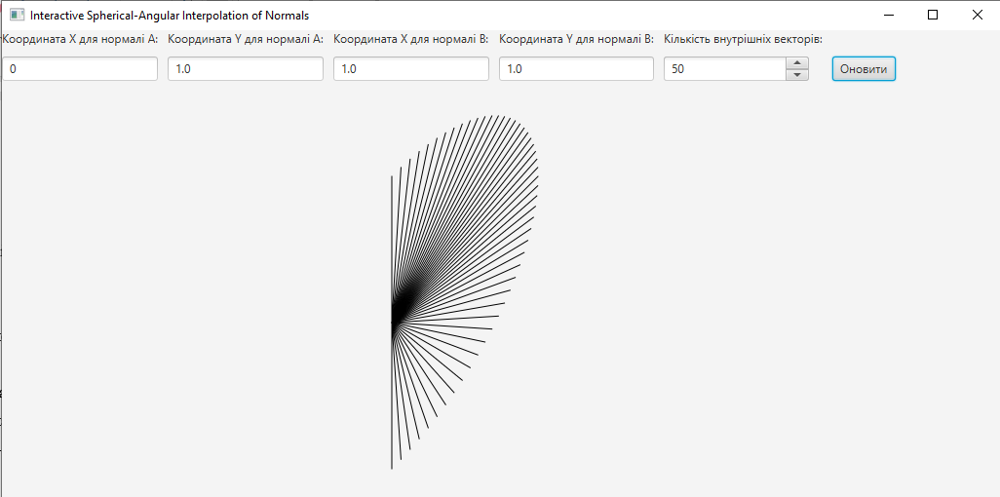 Interactive Spherical-Angular Interpolation of Normals
Координата X для нормалі A: Координата Y для нормалі A: Координата X для нормалі B: Координата Y для нормалі B: Кількість внутрішніх векторів:
0 1.0 1.0 1.0 50 Оновити